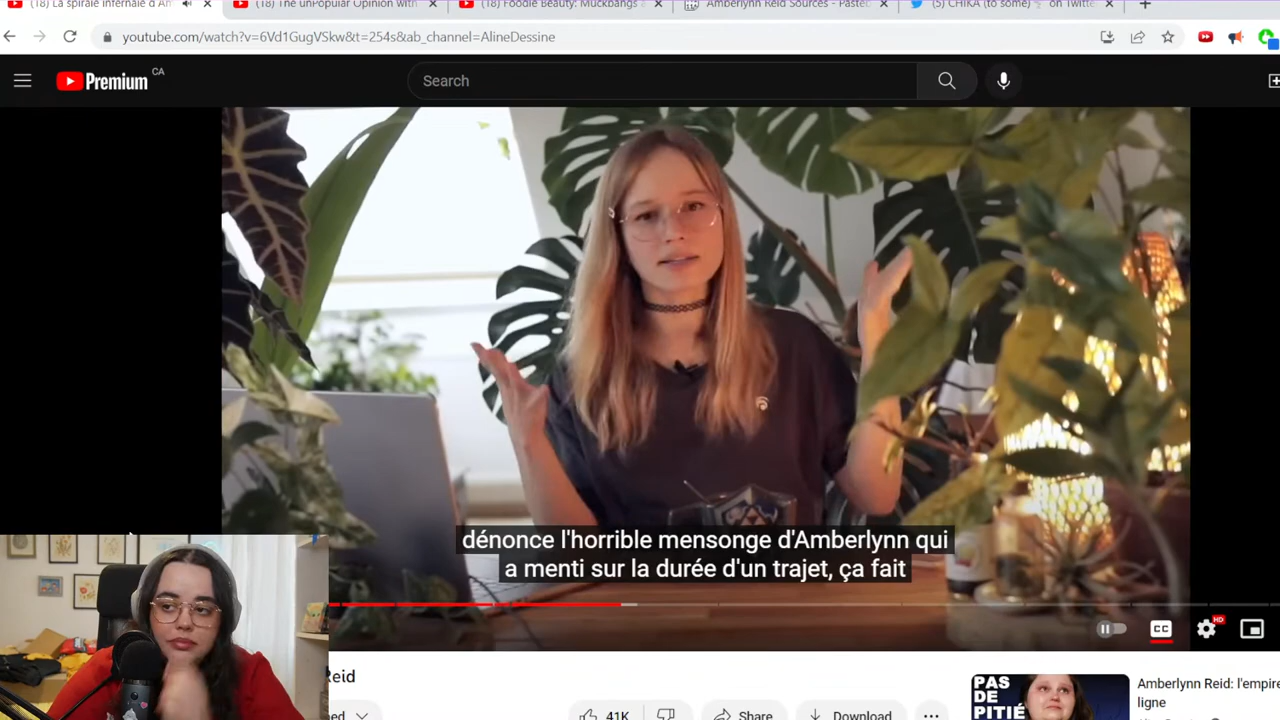 (18) La spirale infernale d'Am
(18) The unPopular Opinion with
(18) Foodie Beauty: Muckbangs &
Amberlynn Reid Sources - Pasteb
(5) CHIKA (to some) on Twitte
youtube.com/watch?v=6Vd1GugVSkw&t=254s&ab_channel=AlineDessine
Premium CA
Search
dénonce l'horrible mensonge d'Amberlynn qui
a menti sur la durée d'un trajet, ça fait
CC
HD
Reid
41K
Share
Download
PAS
DE
PITIÉ
Amberlynn Reid: l'empire
ligne